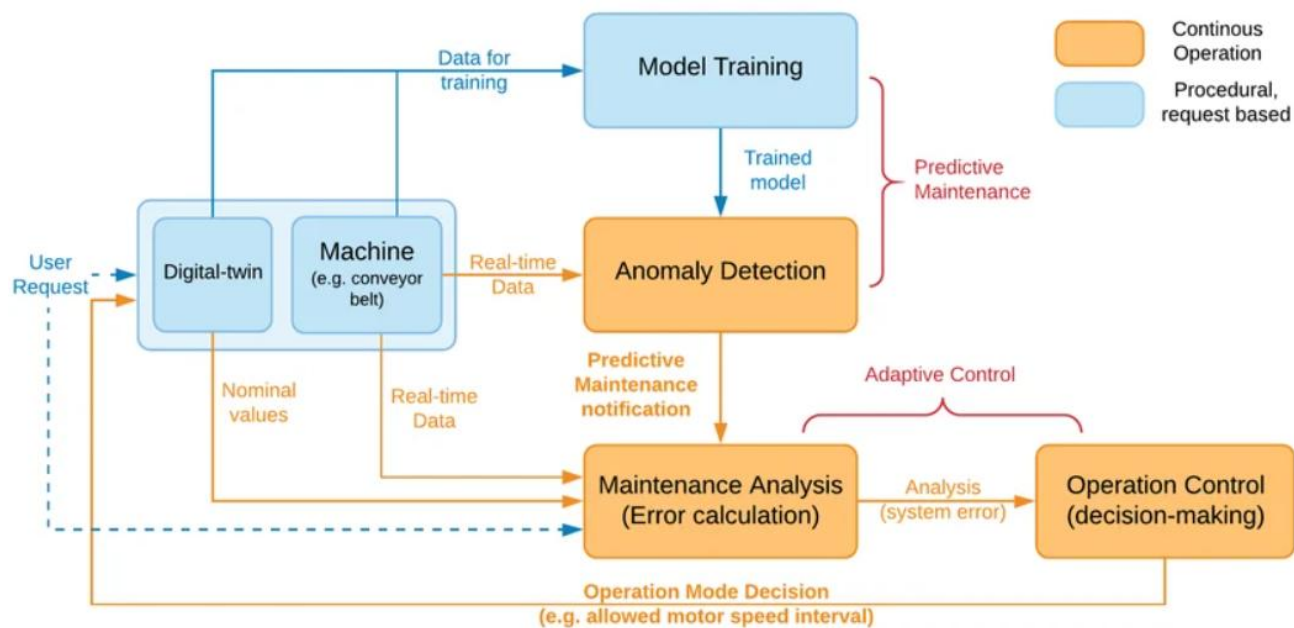 Data for
training
Model Training
Continous
Operation
Procedural,
request based
Trained
model
Predictive
Maintenance
User
Request
Digital-twin
Machine
(e.g. conveyor
belt)
Real-time
Data
Anomaly Detection
Nominal
values
Real-time
Data
Predictive
Maintenance
notification
Adaptive Control
Maintenance Analysis
(Error calculation)
Analysis
(system error)
Operation Control
(decision-making)
Operation Mode Decision
(e.g. allowed motor speed interval)